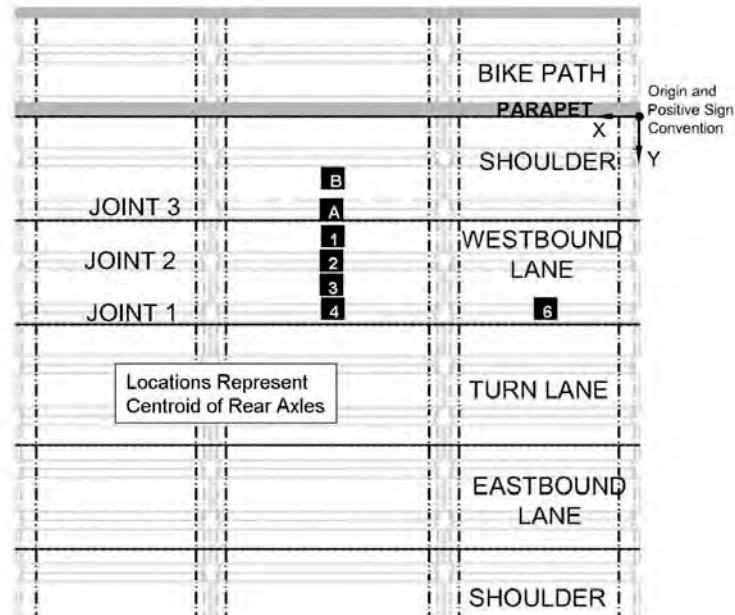 BIKE PATH
Origin and
Positive Sign
Convention
PARAPET
X
Y
SHOULDER
B
JOINT 3
A
1
WESTBOUND
LANE
JOINT 2
2
3
JOINT 1
4
6
Locations Represent
Centroid of Rear Axles
TURN LANE
EASTBOUND
LANE
SHOULDER